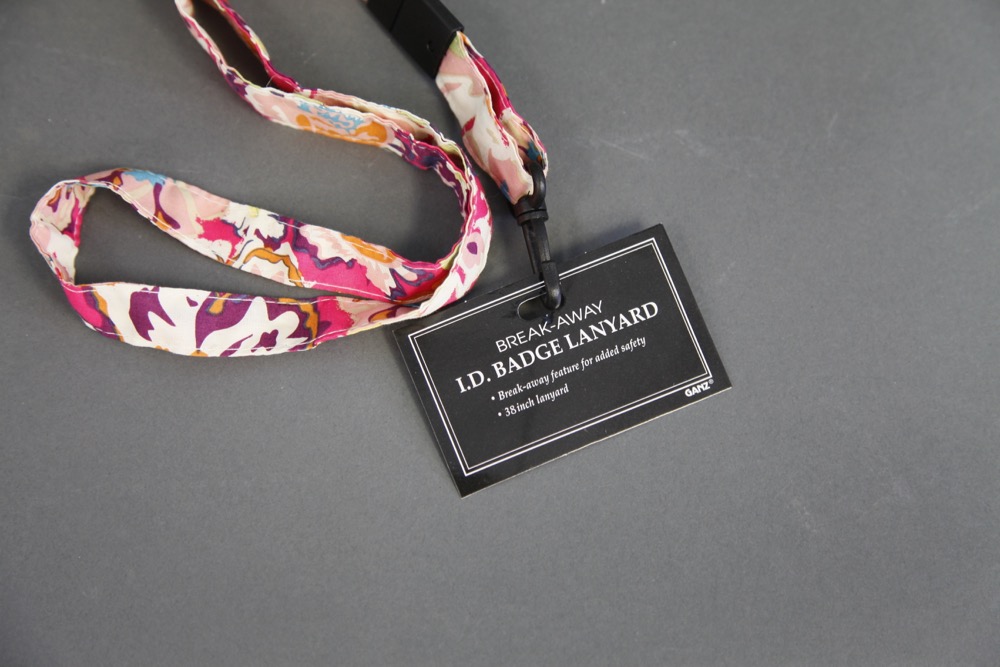 BREAK-AWAY
I.D. BADGE LANYARD
• Break-away feature for added safety
• 38 inch lanyard
GANZ®